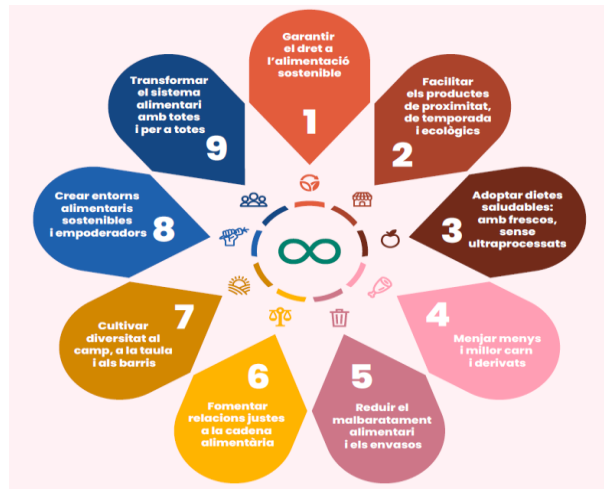 Garantir
el dret a
l'alimentació
sostenible
1
Facilitar
els productes
de proximitat,
de temporada
i ecològics
2
Adoptar dietes
saludables:
amb frescos,
sense
ultraprocessats
3
4
Menjar menys
i millor carn
i derivats
5
Reduir el
malbaratament
alimentari
i els envasos
6
Fomentar
relacions justes
a la cadena
alimentària
7
Cultivar
diversitat al
camp, a la taula
i als barris
Crear entorns
alimentaris
sostenibles
i empoderadors
8
Transformar
el sistema
alimentari
amb totes
i per a totes
9